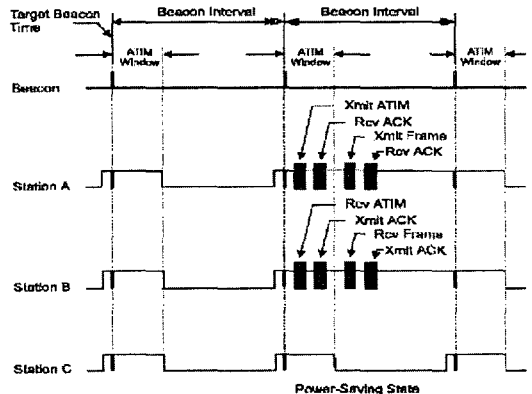 Target Beacon
Time
Beacon Interval
Beacon Interval
ATIM
Window
ATIM
Window
ATIM
Window
Beacon
Xmit ATIM
Rcv ACK
Xmit Frame
Rcv ACK
Station A
Rcv ATIM
Xmit ACK
Rcv Frame
Xmit ACK
Station B
Station C
Power-Saving State